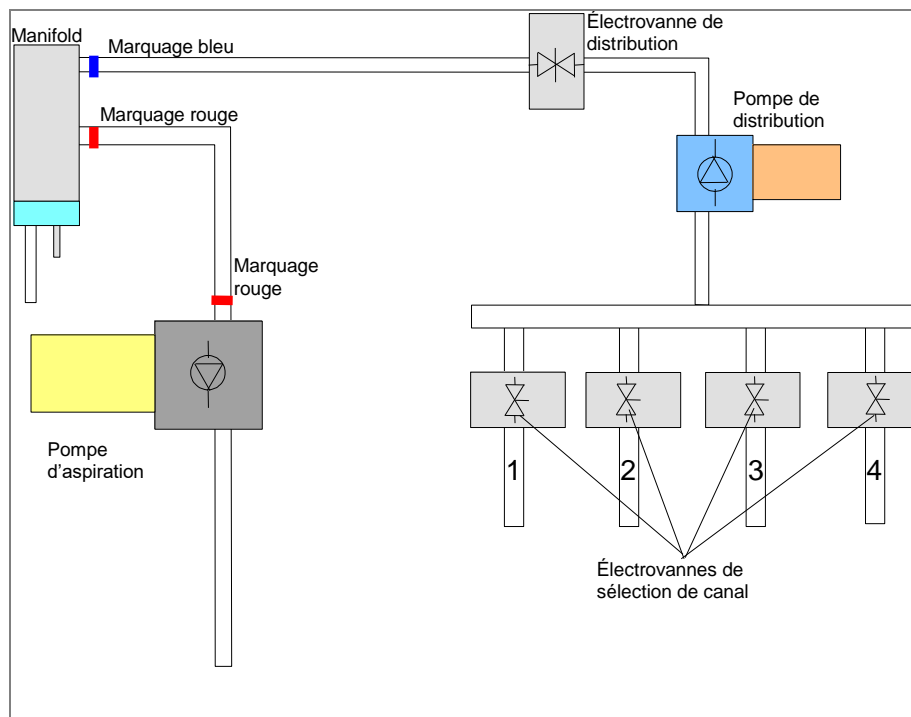 Manifold
Marquage bleu
Électrovanne de
distribution
Marquage rouge
Pompe de
distribution
Marquage
rouge
Pompe
d'aspiration
1
2
3
4
Électrovannes de
sélection de canal